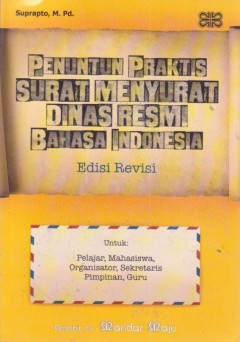 Suprapto, M. Pd.
PENUNTUN PRAKTIS
SURAT MENYURAT
DINAS RESMI
BAHASA INDONESIA
Edisi Revisi
Untuk:
Pelajar, Mahasiswa,
Organisator, Sekretaris
Pimpinan, Guru
Mandar Maju